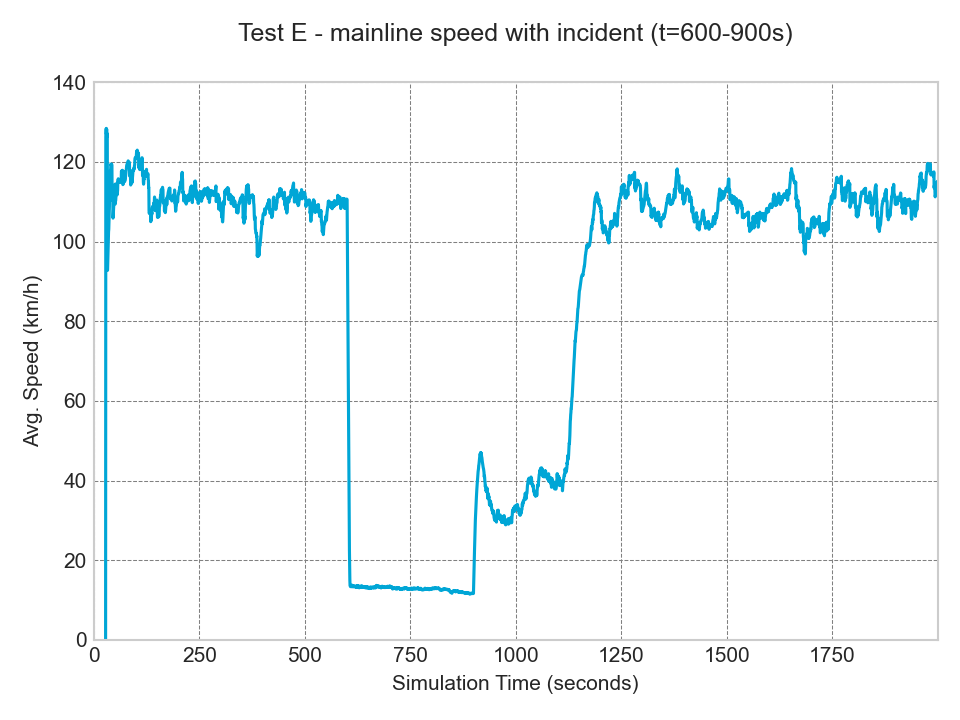 Test E - mainline speed with incident (t=600-900s)
140
120
100
80
60
40
20
0
Avg. Speed (km/h)
0 250 500 750 1000 1250 1500 1750
Simulation Time (seconds)